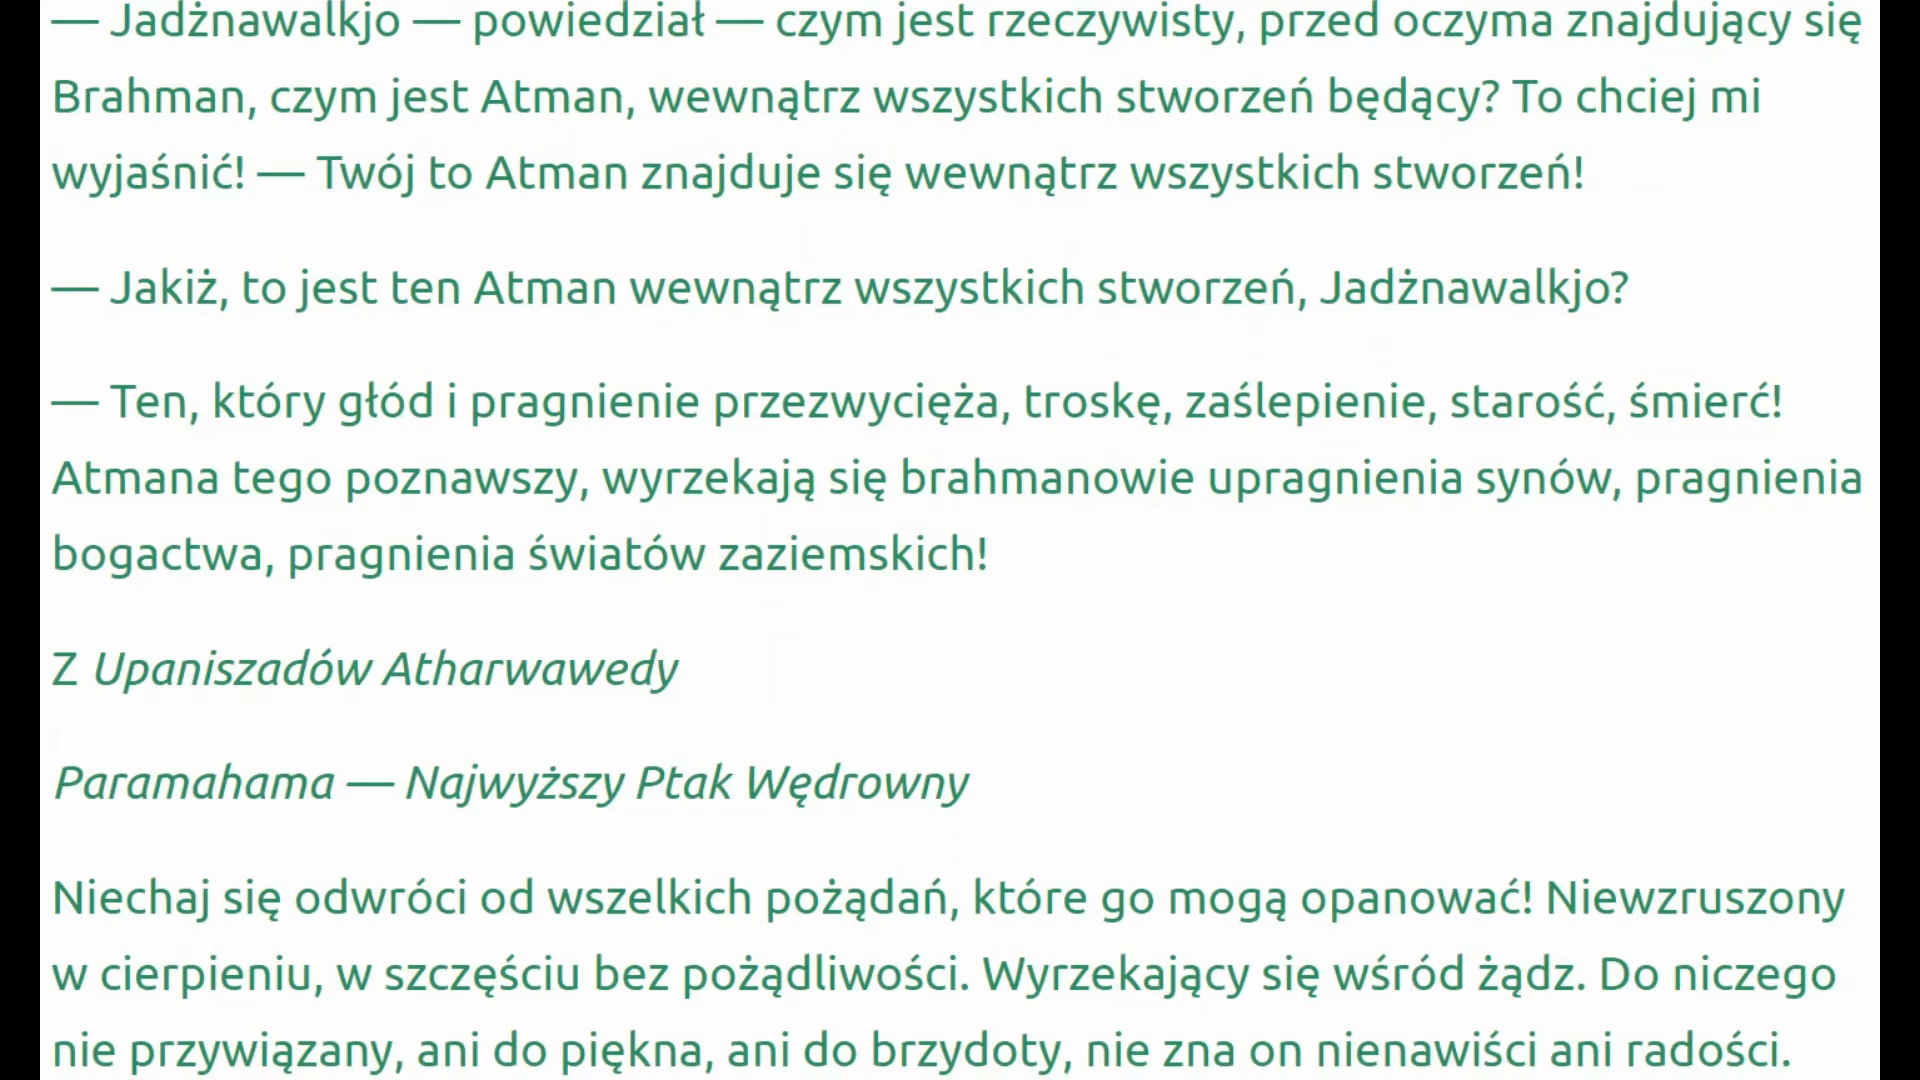 — Jadżnawalkjo — powiedział — czym jest rzeczywisty, przed oczyma znajdujący się
Brahman, czym jest Atman, wewnątrz wszystkich stworzeń będący? To chciej mi
wyjaśnić! — Twój to Atman znajduje się wewnątrz wszystkich stworzeń!
— Jakiż, to jest ten Atman wewnątrz wszystkich stworzeń, Jadżnawalkjo?
— Ten, który głód i pragnienie przezwycięża, troskę, zaślepienie, starość, śmierć!
Atmana tego poznawszy, wyrzekają się brahmanowie upragnienia synów, pragnienia
bogactwa, pragnienia światów zaziemskich!
Z Upaniszadów Atharwawedy
Paramahama — Najwyższy Ptak Wędrowny
Niechaj się odwróci od wszelkich pożądań, które go mogą opanować! Niewzruszony
w cierpieniu, w szczęściu bez pożądliwości. Wyrzekający się wśród żądz. Do niczego
nie przywiązany, ani do piękna, ani do brzydoty, nie zna on nienawiści ani radości.